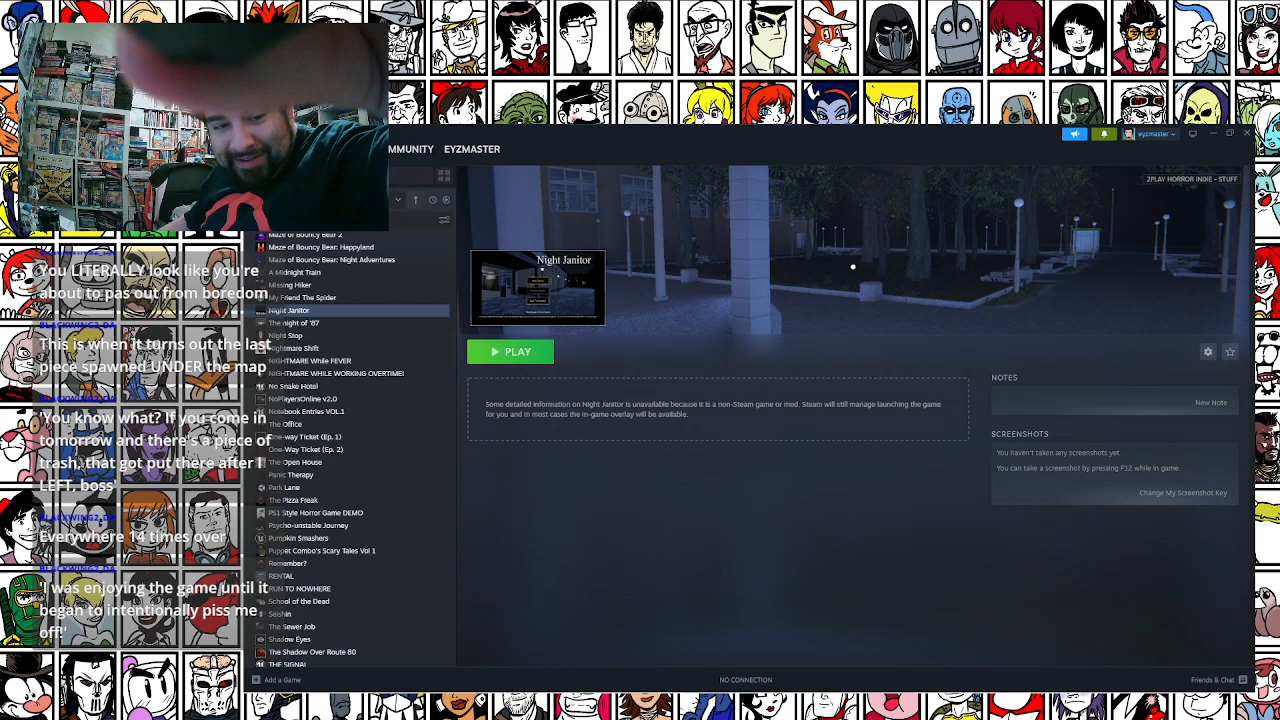 MMUNITY EYZMASTER
eyzmaster
2PLAY HORROR INDIE - STUFF
Maze of Bouncy Bear 2
Maze of Bouncy Bear: Happyland
Maze of Bouncy Bear: Night Adventures
A Midnight Train
Missing Hiker
My Friend The Spider
Night Janitor
The night of '87
Night Stop
Nightmare Shift
NIGHTMARE While FEVER
NIGHTMARE WHILE WORKING OVERTIME!
No Snake Hotel
NoPlayersOnline v2.0
Notebook Entries VOL.1
The Office
One-way Ticket (Ep. 1)
One-Way Ticket (Ep. 2)
The Open House
Panic Therapy
Park Lane
The Pizza Freak
PS1 Style Horror Game DEMO
Psycho-unstable Journey
Pumpkin Smashers
Puppet Combo's Scary Tales Vol 1
Remember?
RENTAL
RUN TO NOWHERE
School of the Dead
Seishin
The Sewer Job
Shadow Eyes
The Shadow Over Route 80
THE SIGNAL
Night Janitor
PLAY
Some detailed information on Night Janitor is unavailable because it is a non-Steam game or mod. Steam will still manage launching the game
for you and in most cases the in-game overlay will be available.
NOTES
New Note
SCREENSHOTS
You haven't taken any screenshots yet
You can take a screenshot by pressing F12 while in game.
Change My Screenshot Key
Add a Game
NO CONNECTION
Friends & Chat
BLACKWING2_DA
You LITERALLY look like you're
about to pas out from boredom
BLACKWING2_DA
This is when it turns out the last
piece spawned UNDER the map
BLACKWING2_DA
'You know what? If you come in
tomorrow and there's a piece of
trash, that got put there after I
LEFT, boss'
BLACKWING2_DA
Everywhere 14 times over
BLACKWING2_DA
'I was enjoying the game until it
began to intentionally piss me
off!'